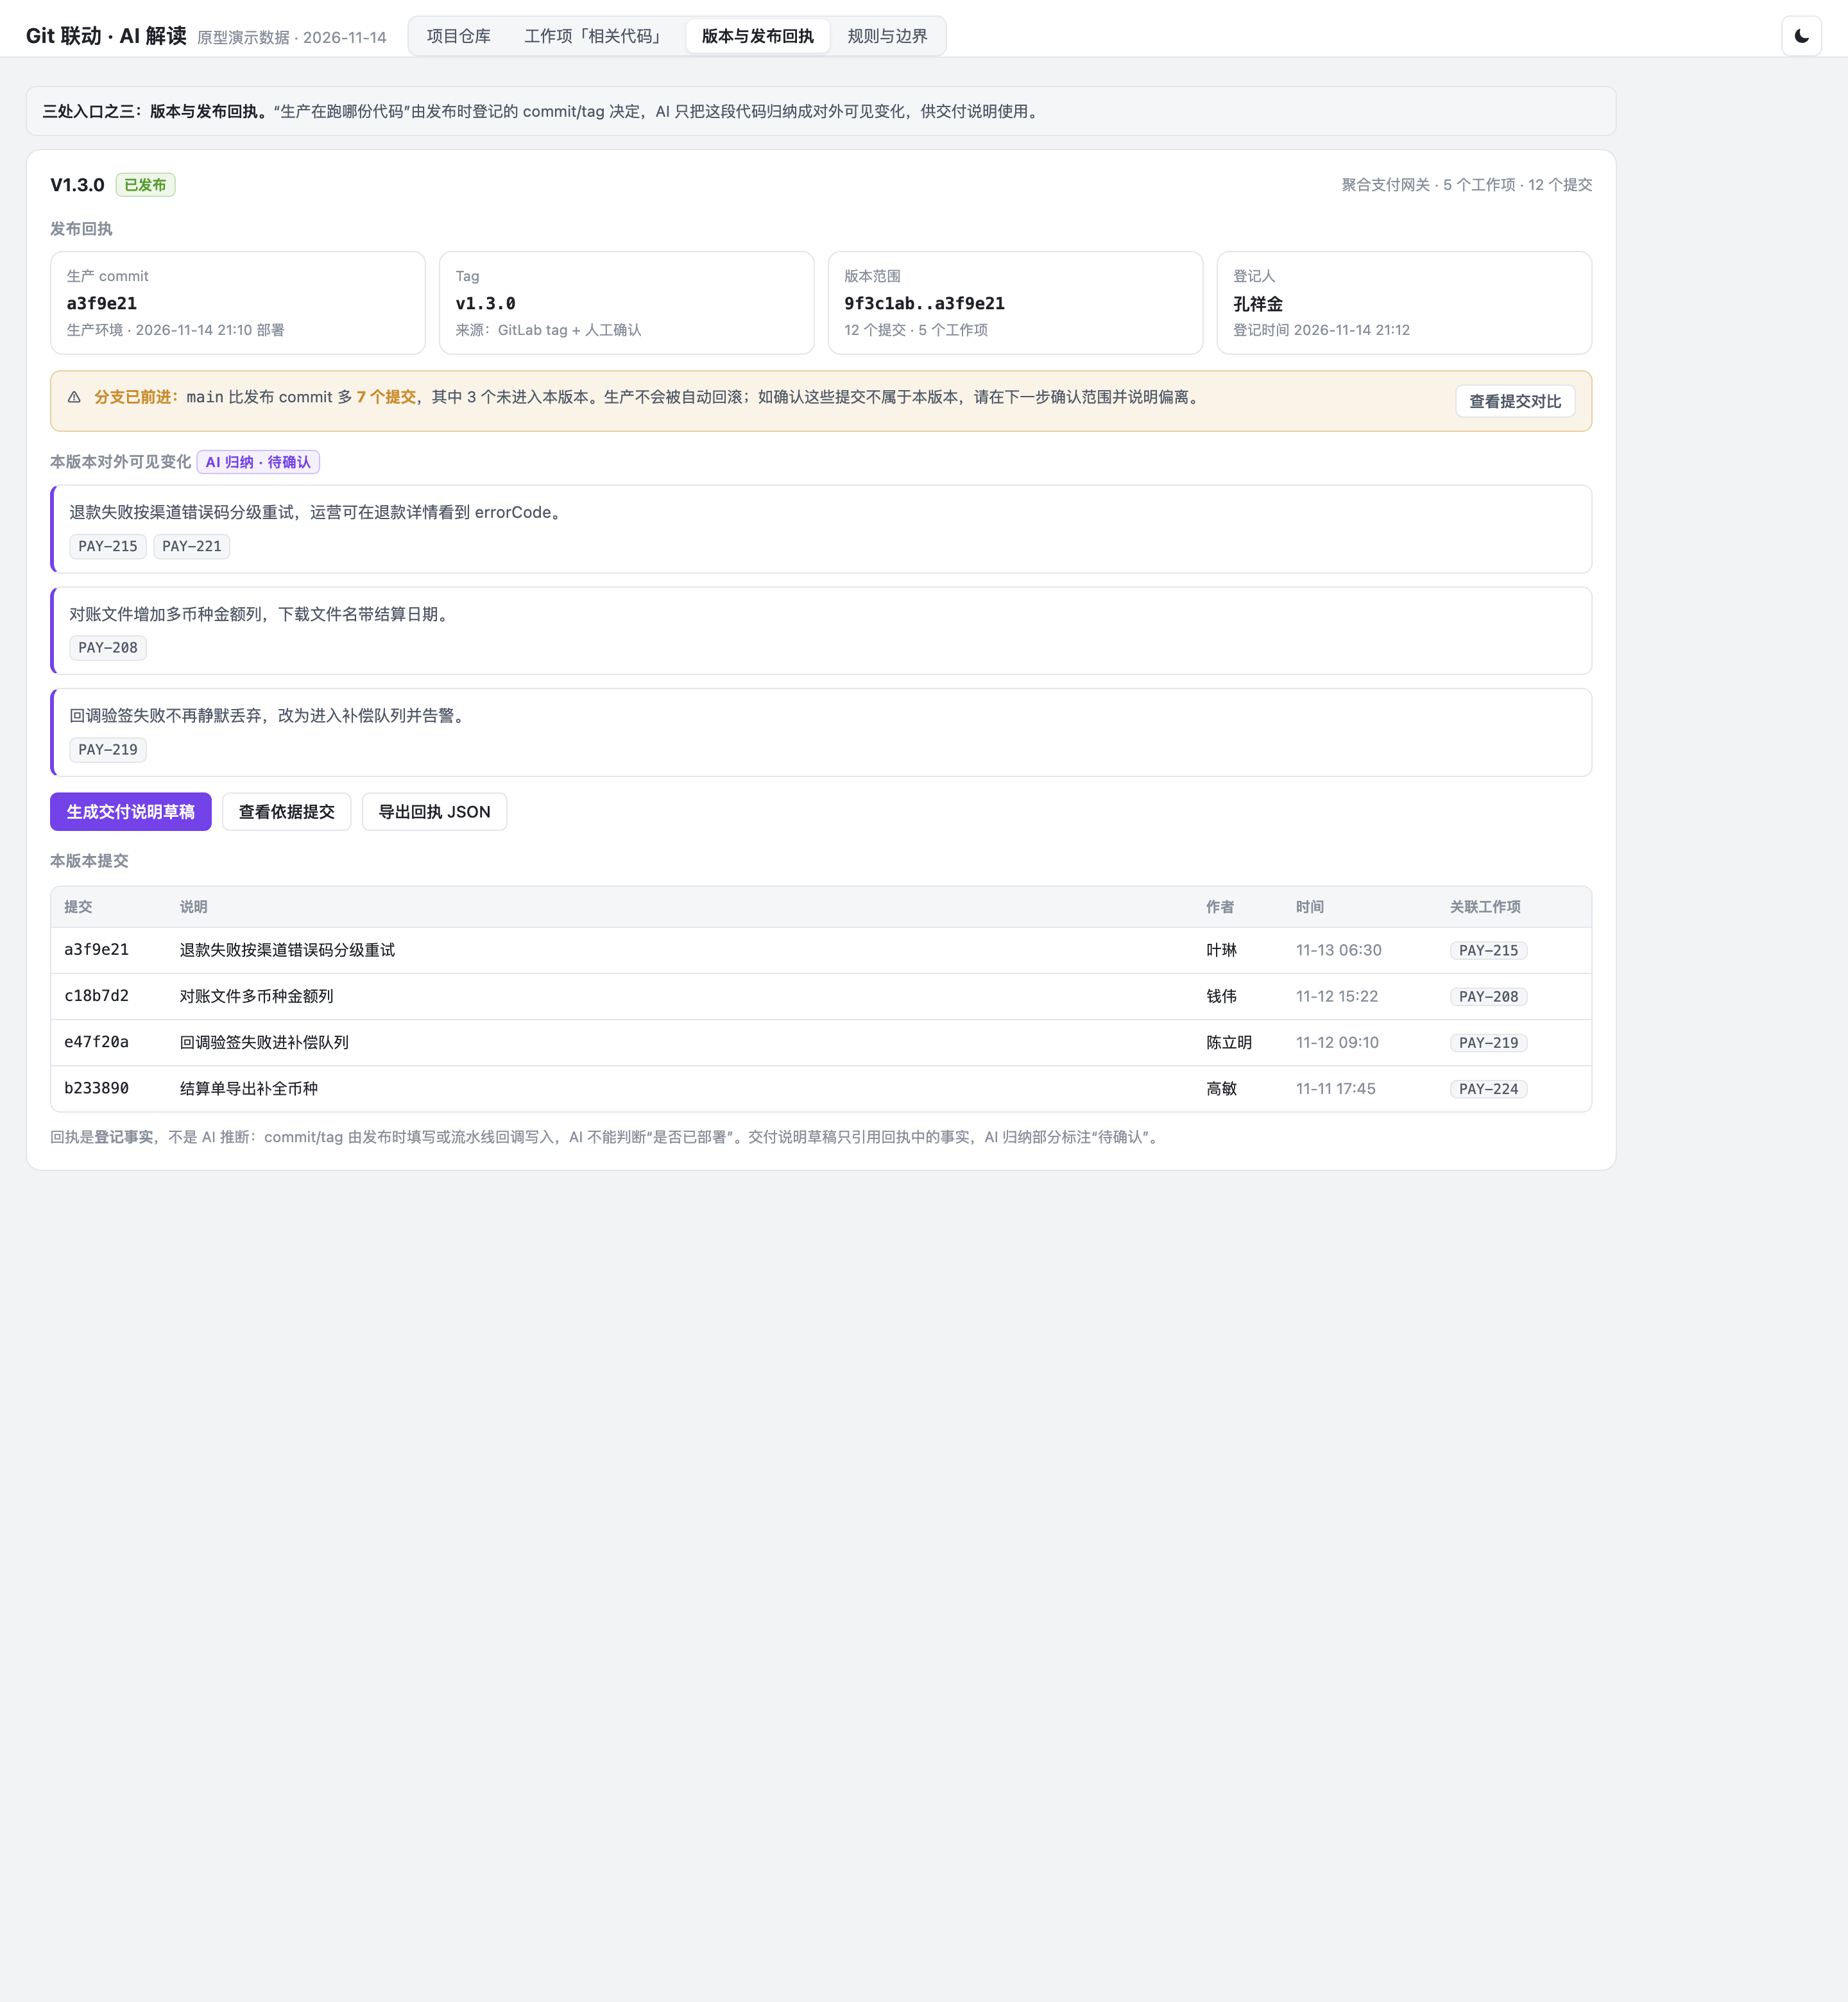 Git 联动 · AI 解读 原型演示数据 · 2026-11-14 项目仓库 工作项「相关代码」 版本与发布回执 规则与边界
三处入口之三：版本与发布回执。“生产在跑哪份代码”由发布时登记的 commit/tag 决定，AI 只把这段代码归纳成对外可见变化，供交付说明使用。
V1.3.0 已发布 聚合支付网关 · 5 个工作项 · 12 个提交
发布回执
生产 commit
a3f9e21
生产环境 · 2026-11-14 21:10 部署
Tag
v1.3.0
来源：GitLab tag + 人工确认
版本范围
9f3c1ab..a3f9e21
12 个提交 · 5 个工作项
登记人
孔祥金
登记时间 2026-11-14 21:12
分支已前进：main 比发布 commit 多 7 个提交，其中 3 个未进入本版本。生产不会被自动回滚；如确认这些提交不属于本版本，请在下一步确认范围并说明偏离。 查看提交对比
本版本对外可见变化 AI 归纳 · 待确认
退款失败按渠道错误码分级重试，运营可在退款详情看到 errorCode。
PAY-215 PAY-221
对账文件增加多币种金额列，下载文件名带结算日期。
PAY-208
回调验签失败不再静默丢弃，改为进入补偿队列并告警。
PAY-219
生成交付说明草稿 查看依据提交 导出回执 JSON
本版本提交
提交 说明 作者 时间 关联工作项
a3f9e21 退款失败按渠道错误码分级重试 叶琳 11-13 06:30 PAY-215
c18b7d2 对账文件多币种金额列 钱伟 11-12 15:22 PAY-208
e47f20a 回调验签失败进补偿队列 陈立明 11-12 09:10 PAY-219
b233890 结算单导出补全币种 高敏 11-11 17:45 PAY-224
回执是登记事实，不是 AI 推断：commit/tag 由发布时填写或流水线回调写入，AI 不能判断“是否已部署”。交付说明草稿只引用回执中的事实，AI 归纳部分标注“待确认”。